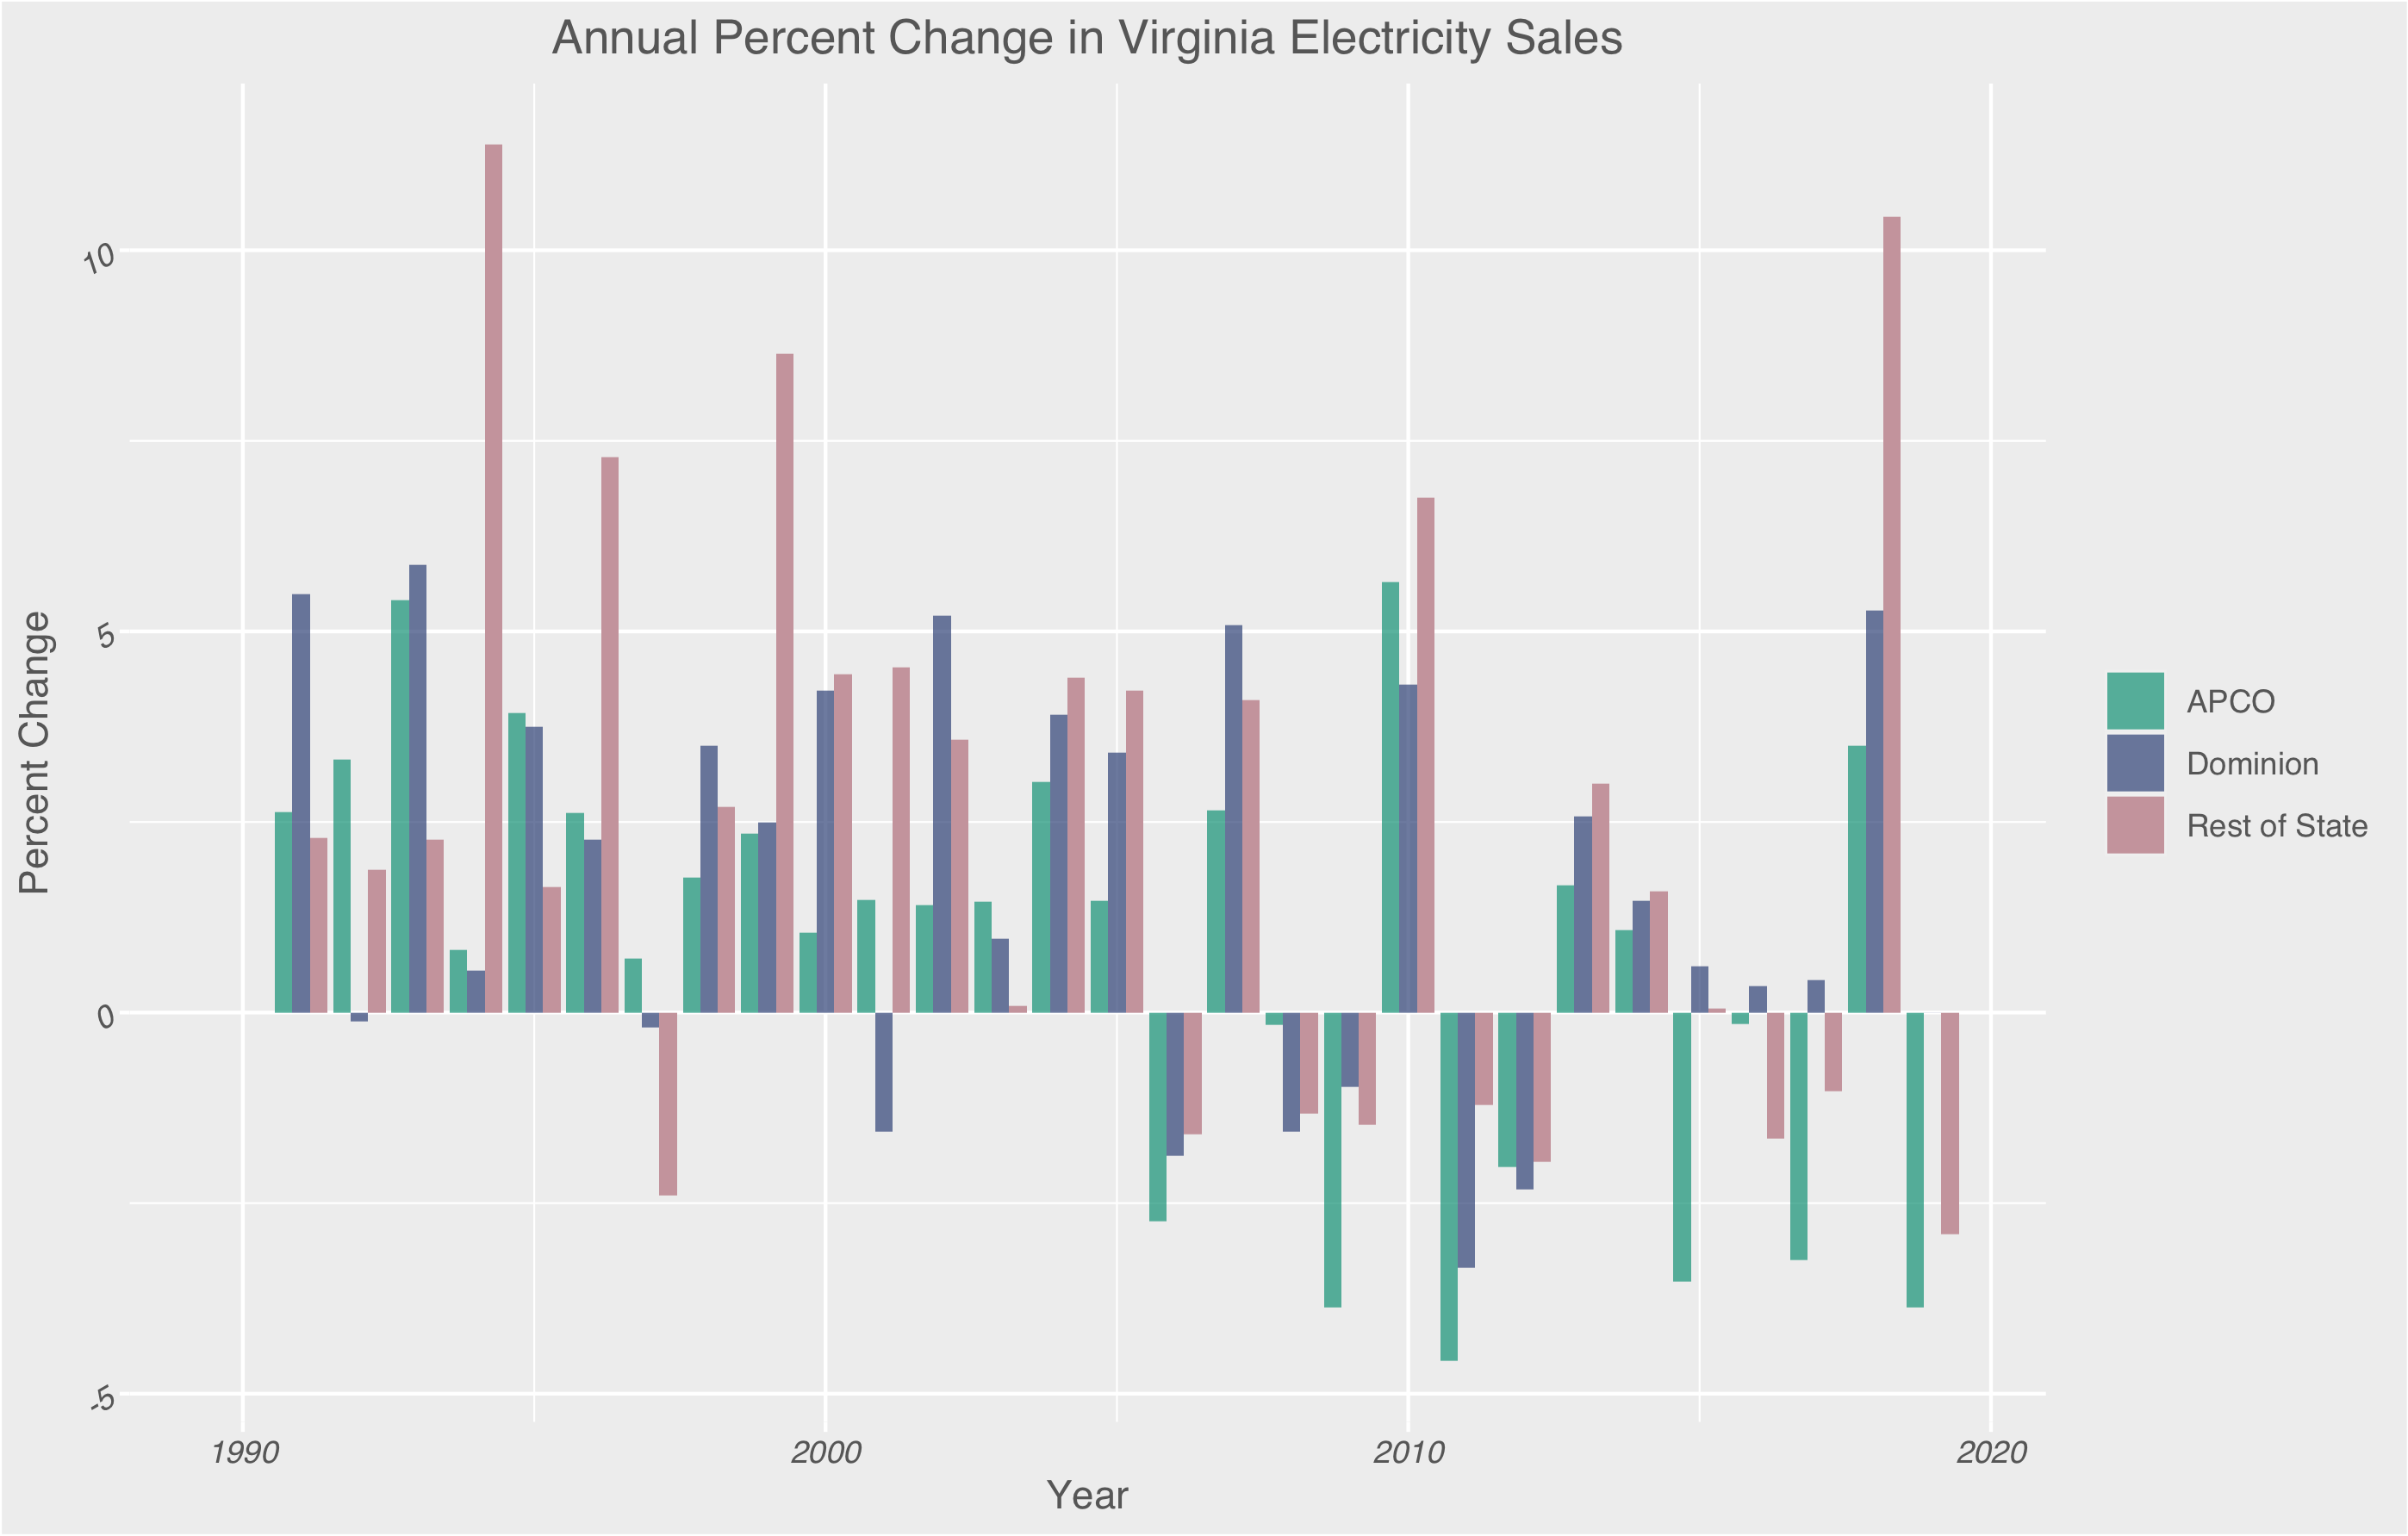 Annual Percent Change in Virginia Electricity Sales
Percent Change
10
5
0
-5
1990 2000 2010 2020
Year
APCO
Dominion
Rest of State